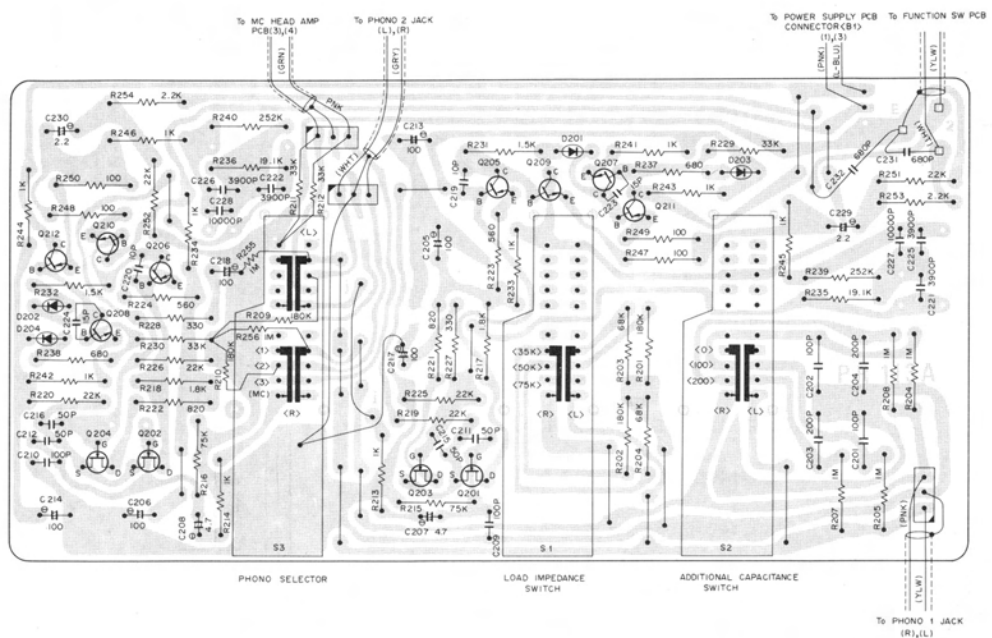 To MC HEAD AMP
PCB(3),(4)
(GRN)
To PHONO 2 JACK
(L),(R)
(GRY)
To POWER SUPPLY PCB
CONNECTOR<B1>
(1),(3)
(PNK)
(L-BLU)
To FUNCTION SW PCB
(YLW)
R254 2.2K
C230
2.2
R246 1K
R240 252K
PNK
(WHT)
C213
100
R231 1.5K
D201
R241 1K
R229 33K
(WHT)
C231 680P
C232 680P
R250 100
22K
R252
R236 19.1K
C226 3900P
C222
3900P
C228
10000P
33K
33K
R212
C219 10P
Q205
Q209
Q207
R237 680
D203
15P
C223
R243 1K
Q211
R251 22K
R253 2.2K
1K
R244
R248 100
Q212
Q210
Q206
1K
R234
C220 10P
C218
100
R255
1M
<L>
C205 100
560
R223
1K
R233
R249 100
R247 100
1K
R245
C229
2.2
1000P
C227
3900P
C225
C221 3900P
R239 252K
R235 19.1K
R232 1.5K
D202
D204
C224 15P
Q208
R224 560
R228 330
R209 180K
R256 1M
R230 33K
R210 180K
R238 680
R226 22K
R242 1K
R218 1.8K
R220 22K
R222 820
<1>
<2>
<3>
(MC)
<R>
C217 100
820
R221
330
R227
1.8K
R217
R225 22K
R219 22K
<35K>
<50K>
<75K>
<R> <L>
68K
R203
180K
R201
180K
R202
68K
R204
<0>
<100>
<200>
<R> <L>
100P
C202
200P
C204
1M
R208
1M
R204
200P
C203
100P
C201
1M
R207
1M
R205
C216 50P
C212 50P
C210 100P
Q204
Q202
75K
R216
1K
R214
C214
100
C206
100
C208 4.7
1K
R213
C215 50P
C211 50P
Q203
Q201
R215 75K
C207 4.7
C209 100P
S3
S1
S2
(PNK)
PHONO SELECTOR
LOAD IMPEDANCE
SWITCH
ADDITIONAL CAPACITANCE
SWITCH
(YLW)
To PHONO 1 JACK
(R),(L)